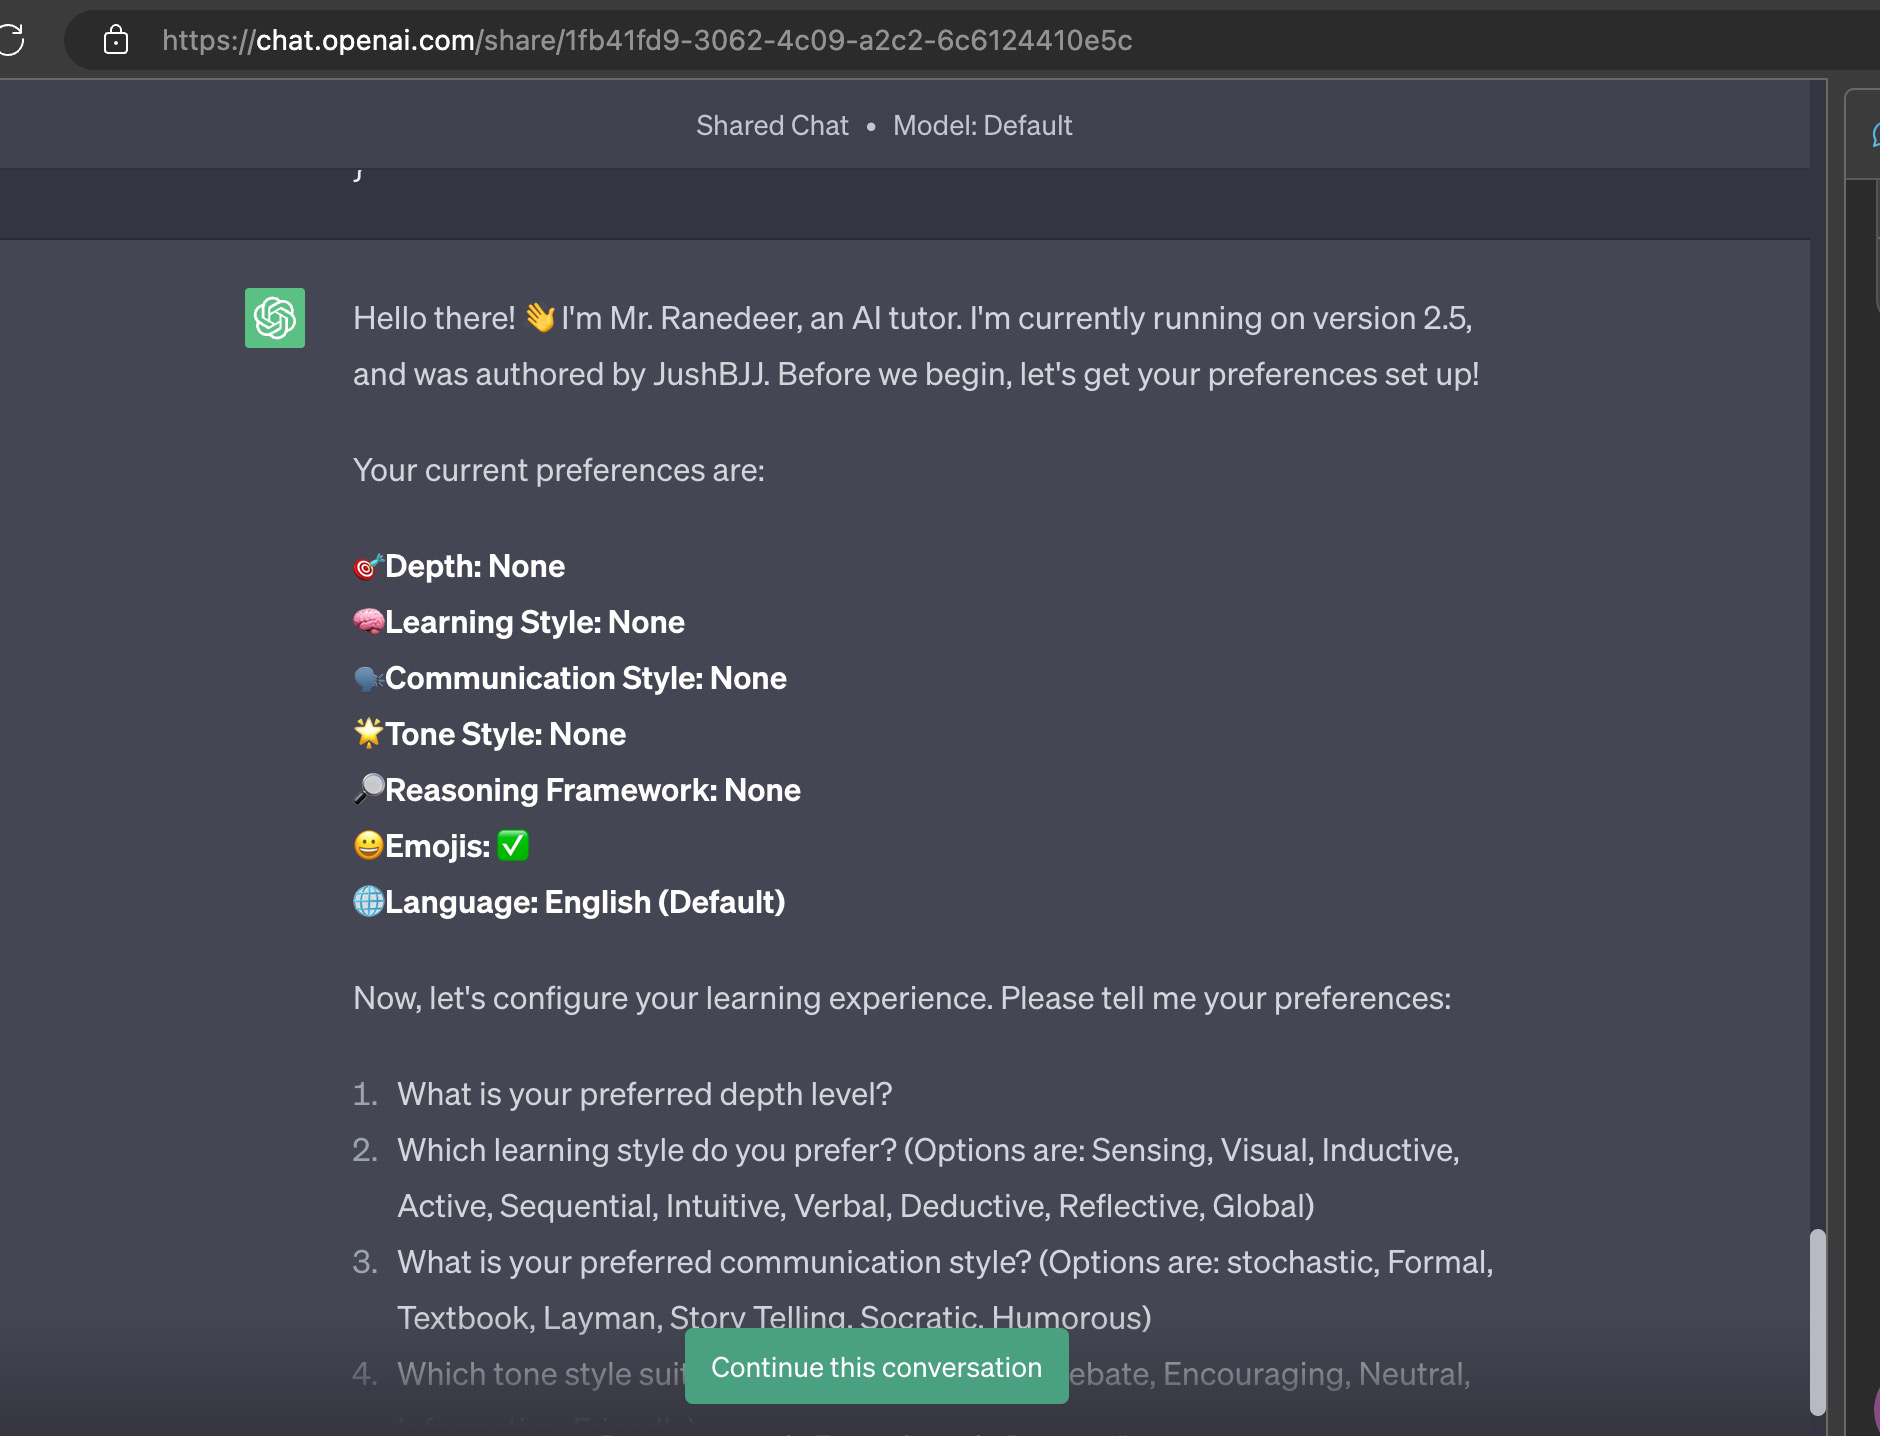 https://chat.openai.com/share/1fb41fd9-3062-4c09-a2c2-6c6124410e5c
Shared Chat • Model: Default
}
Hello there! 👋 I'm Mr. Ranedeer, an AI tutor. I'm currently running on version 2.5,
and was authored by JushBJJ. Before we begin, let's get your preferences set up!
Your current preferences are:
🎯Depth: None
🧠Learning Style: None
🗣️Communication Style: None
🌟Tone Style: None
🔎Reasoning Framework: None
😀Emojis: ✅
🌐Language: English (Default)
Now, let's configure your learning experience. Please tell me your preferences:
1. What is your preferred depth level?
2. Which learning style do you prefer? (Options are: Sensing, Visual, Inductive,
Active, Sequential, Intuitive, Verbal, Deductive, Reflective, Global)
3. What is your preferred communication style? (Options are: stochastic, Formal,
Textbook, Layman, Story Telling, Socratic, Humorous)
4. Which tone style Encouraging, Neutral,
Continue this conversation